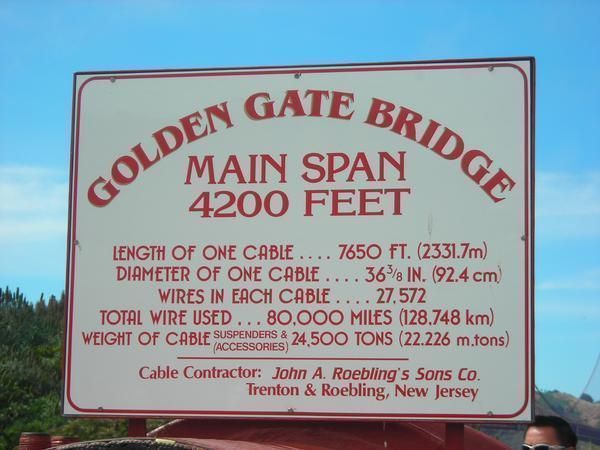 GOLDEN GATE BRIDGE
MAIN SPAN
4200 FEET
LENGTH OF ONE CABLE .... 7650 FT. (2331.7m)
DIAMETER OF ONE CABLE .... 36 3/8 IN. (92.4 cm)
WIRES IN EACH CABLE .... 27,572
TOTAL WIRE USED ... 80,000 MILES (128,748 km)
WEIGHT OF CABLE SUSPENDERS & (ACCESSORIES) 24,500 TONS (22.226 m.tons)
Cable Contractor: John A. Roebling's Sons Co.
Trenton & Roebling, New Jersey